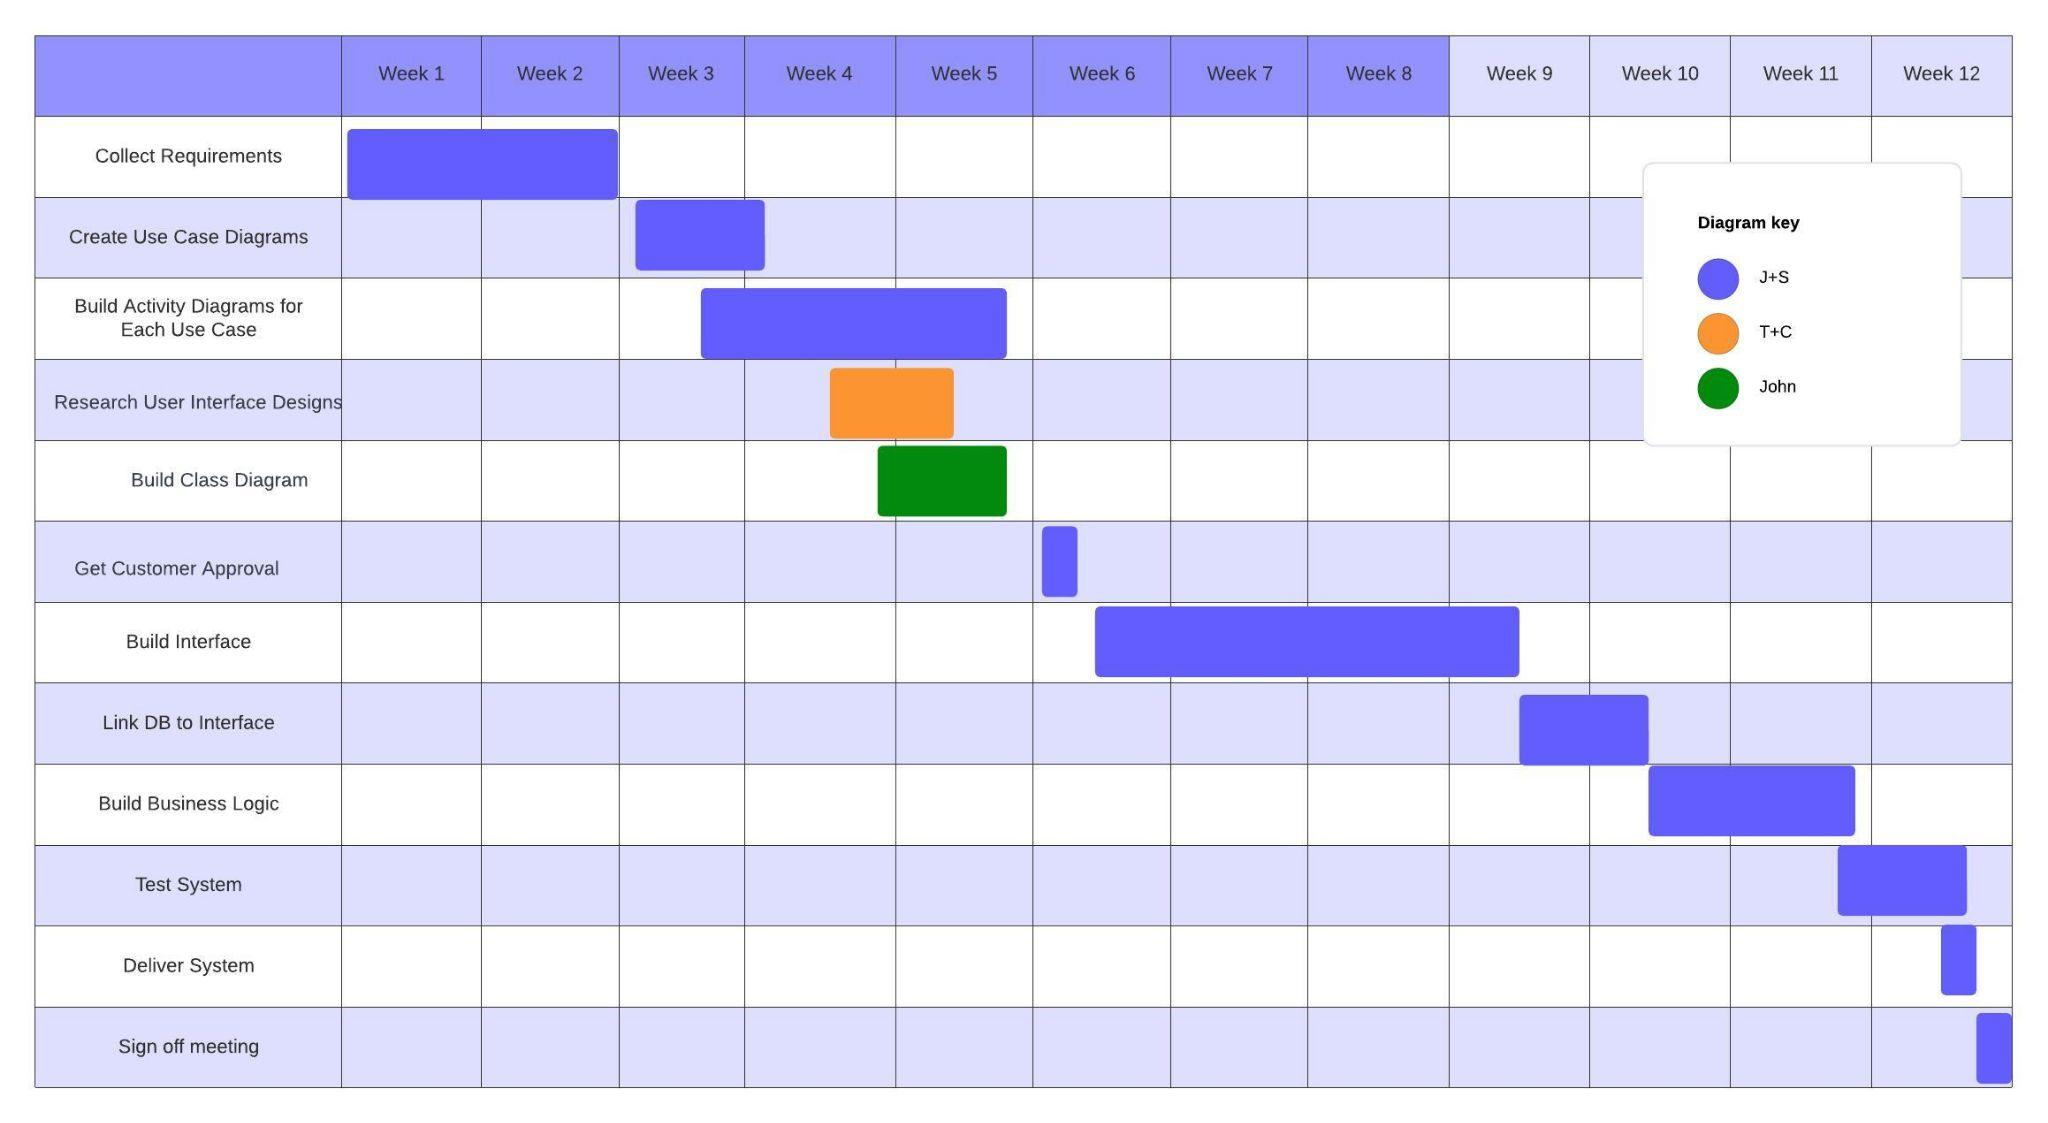 Week 1
Week 2
Week 3
Week 4
Week 5
Week 6
Week 7
Week 8
Week 9
Week 10
Week 11
Week 12
Collect Requirements
Create Use Case Diagrams
Build Activity Diagrams for
Each Use Case
Research User Interface Designs
Build Class Diagram
Get Customer Approval
Build Interface
Link DB to Interface
Build Business Logic
Test System
Deliver System
Sign off meeting
Diagram key
J+S
T+C
John